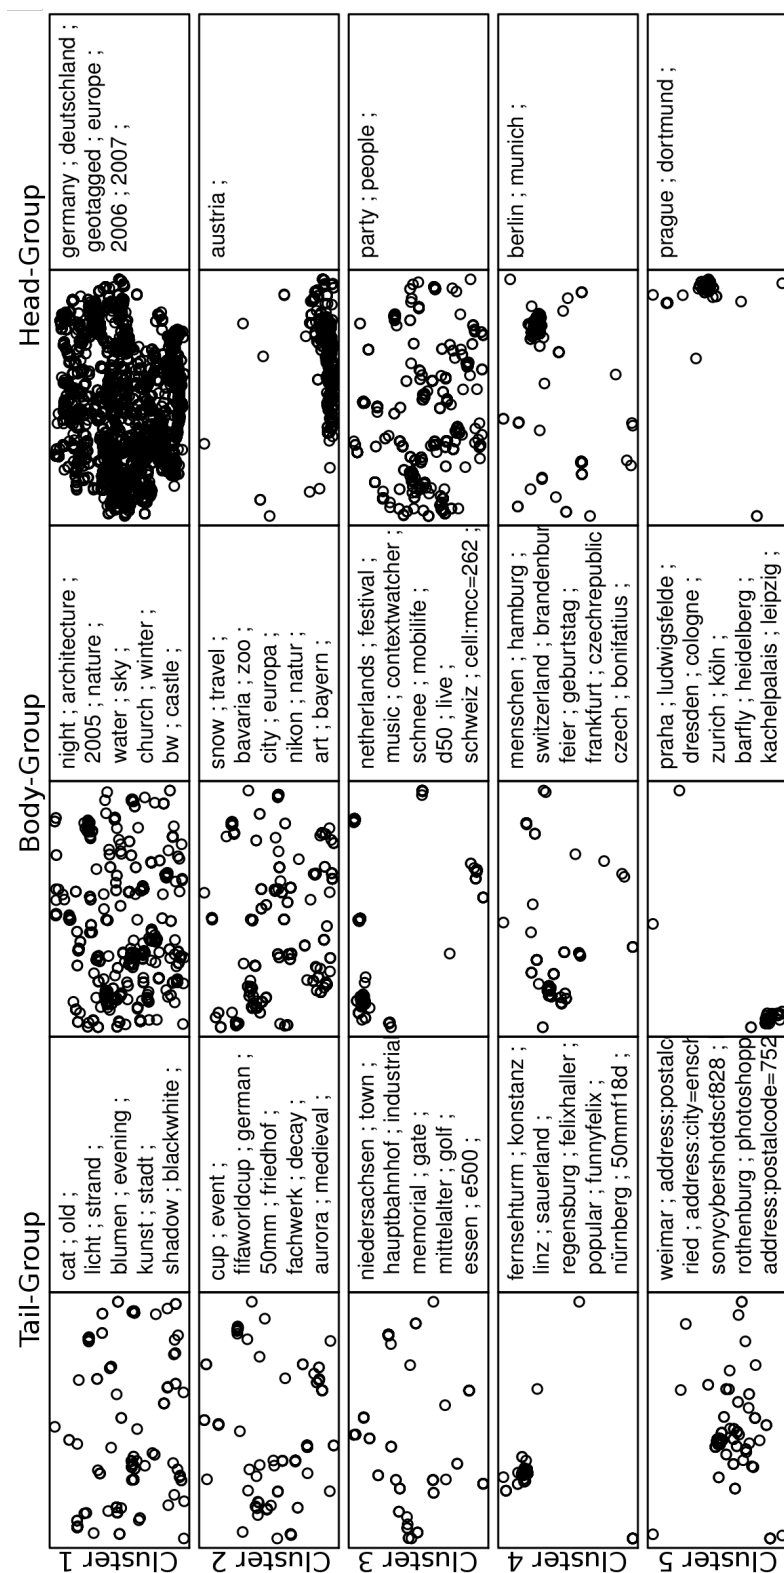 Tail-Group
Body-Group
Head-Group
Cluster 1
cat ; old ;
licht ; strand ;
blumen ; evening ;
kunst ; stadt ;
shadow ; blackwhite ;
night ; architecture ;
2005 ; nature ;
water ; sky ;
church ; winter ;
bw ; castle ;
germany ; deutschland ;
geotagged ; europe ;
2006 ; 2007 ;
Cluster 2
cup ; event ;
fifaworldcup ; german ;
50mm ; friedhof ;
fachwerk ; decay ;
aurora ; medieval ;
snow ; travel ;
bavaria ; zoo ;
city ; europa ;
nikon ; natur ;
art ; bayern ;
austria ;
Cluster 3
niedersachsen ; town ;
hauptbahnhof ; industrial
memorial ; gate ;
mittelalter ; golf ;
essen ; e500 ;
netherlands ; festival ;
music ; contextwatcher ;
schnee ; mobilife ;
d50 ; live ;
schweiz ; cell:mcc=262 ;
party ; people ;
Cluster 4
fernsehturm ; konstanz ;
linz ; sauerland ;
regensburg ; felixhaller ;
popular ; funnyfelix ;
nürnberg ; 50mmf18d ;
menschen ; hamburg ;
switzerland ; brandenbur
feier ; geburtstag ;
frankfurt ; czechrepublic
czech ; bonifatius ;
berlin ; munich ;
Cluster 5
weimar ; address:postalc
ried ; address:city=ensch
sonycybershotdscf828 ;
rothenburg ; photoshopp
address:postalcode=752
praha ; ludwigsfelde ;
dresden ; cologne ;
zurich ; köln ;
barfly ; heidelberg ;
kachelpalais ; leipzig ;
prague ; dortmund ;